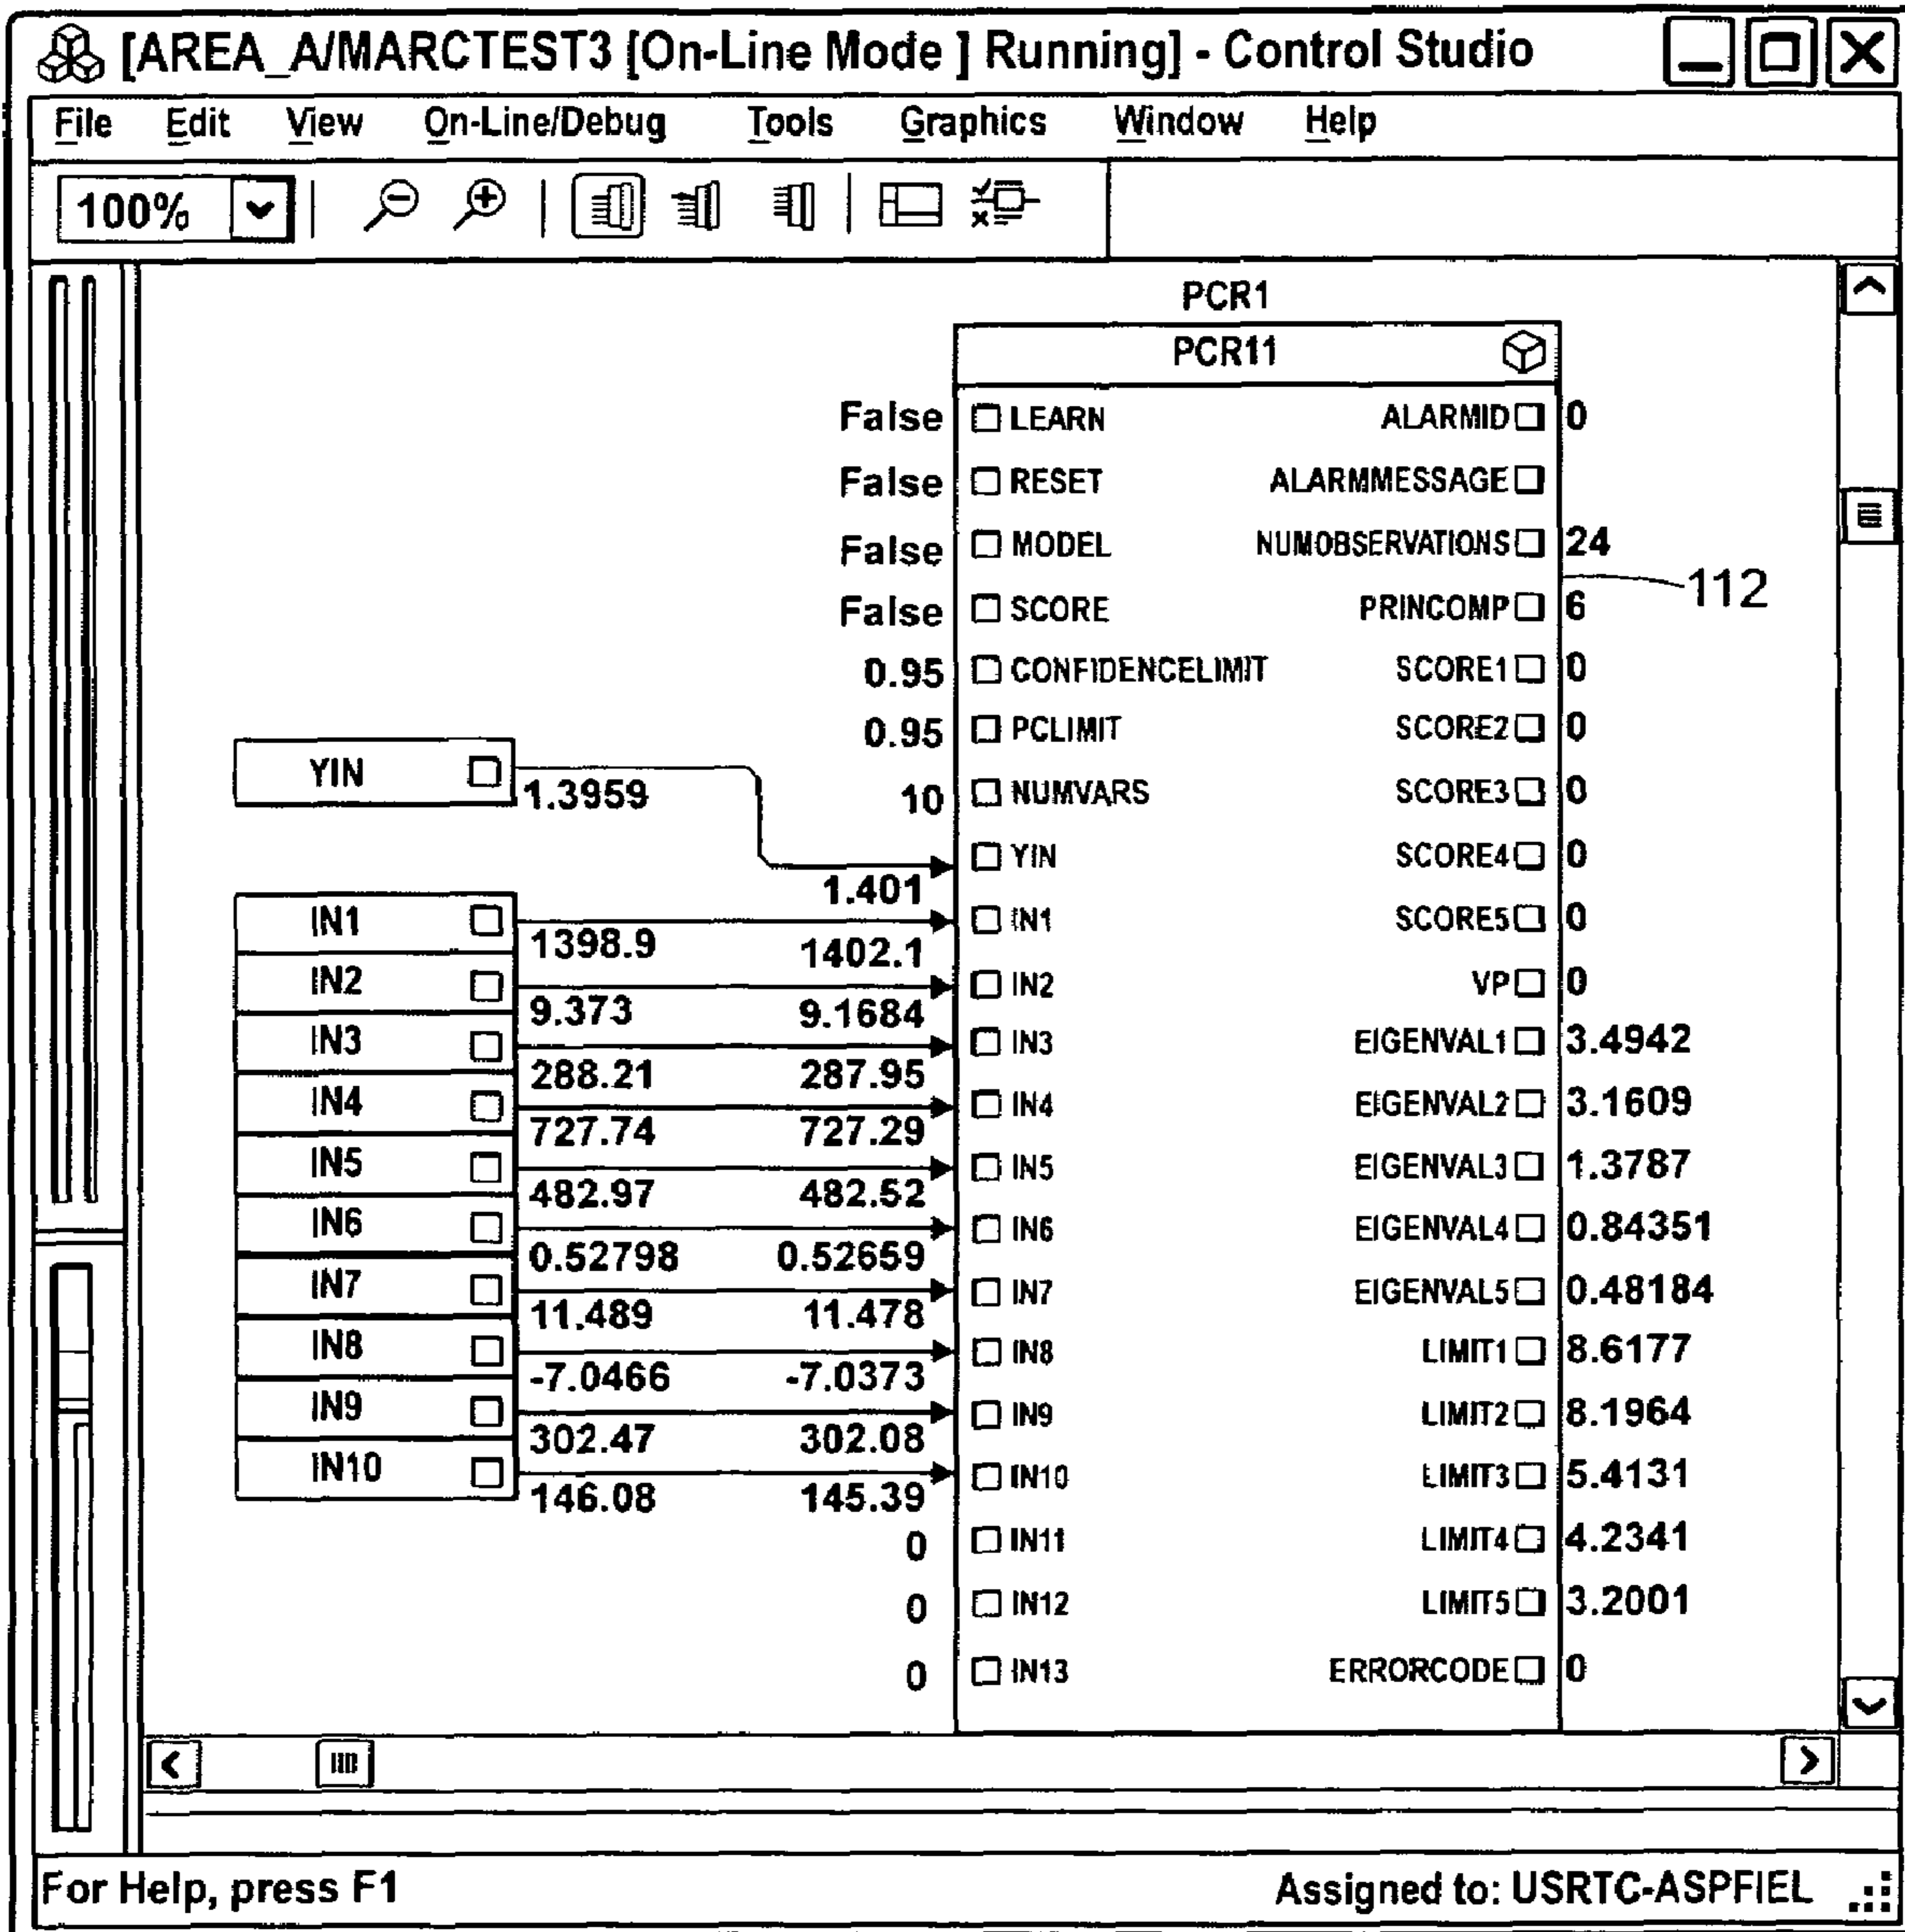 [AREA_A/MARCTEST3 [On-Line Mode ] Running] - Control Studio
File Edit View On-Line/Debug Tools Graphics Window Help
100%
PCR1
PCR11
False LEARN ALARMID 0
False RESET ALARMMESSAGE
False MODEL NUMOBSERVATIONS 24
112
False SCORE PRINCOMP 6
0.95 CONFIDENCELIMIT SCORE1 0
0.95 PCLIMIT SCORE2 0
YIN 1.3959
10 NUMVARS SCORE3 0
1.401 YIN SCORE4 0
IN1 1398.9 1402.1 IN1 SCORE5 0
IN2 9.373 9.1684 IN2 VP 0
IN3 288.21 287.95 IN3 EIGENVAL1 3.4942
IN4 727.74 727.29 IN4 EIGENVAL2 3.1609
IN5 482.97 482.52 IN5 EIGENVAL3 1.3787
IN6 0.52798 0.52659 IN6 EIGENVAL4 0.84351
IN7 11.489 11.478 IN7 EIGENVAL5 0.48184
IN8 -7.0466 -7.0373 IN8 LIMIT1 8.6177
IN9 302.47 302.08 IN9 LIMIT2 8.1964
IN10 146.08 145.39 IN10 LIMIT3 5.4131
0 IN11 LIMIT4 4.2341
0 IN12 LIMIT5 3.2001
0 IN13 ERRORCODE 0
For Help, press F1 Assigned to: USRTC-ASPFIEL